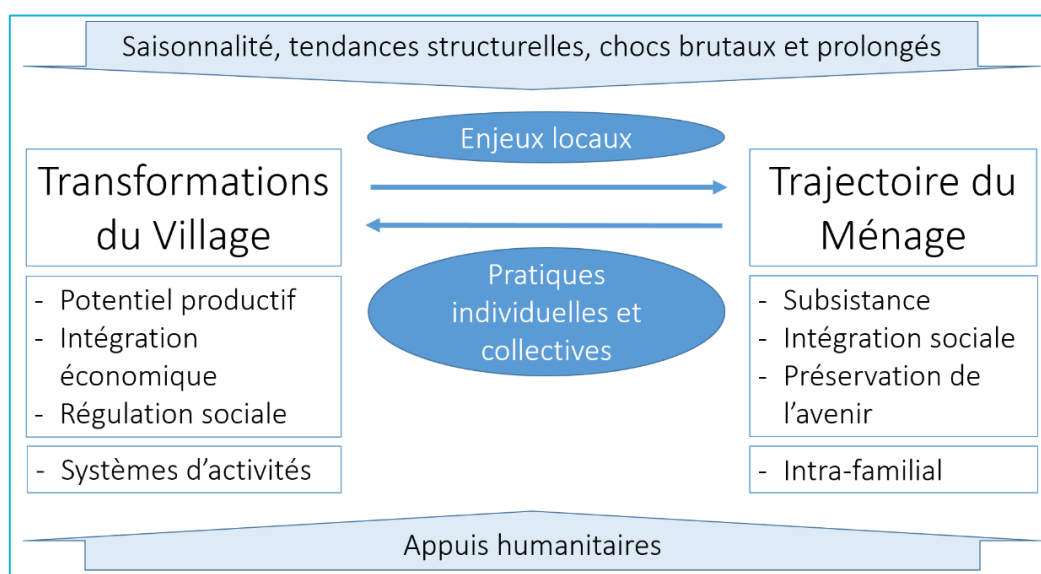 Saisonnalité, tendances structurelles, chocs brutaux et prolongés
Enjeux locaux
Transformations
du Village
Trajectoire du
Ménage
Pratiques
individuelles et
collectives
- Potentiel productif
- Intégration
économique
- Régulation sociale
- Systèmes d’activités
- Subsistance
- Intégration sociale
- Préservation de
l’avenir
- Intra-familial
Appuis humanitaires